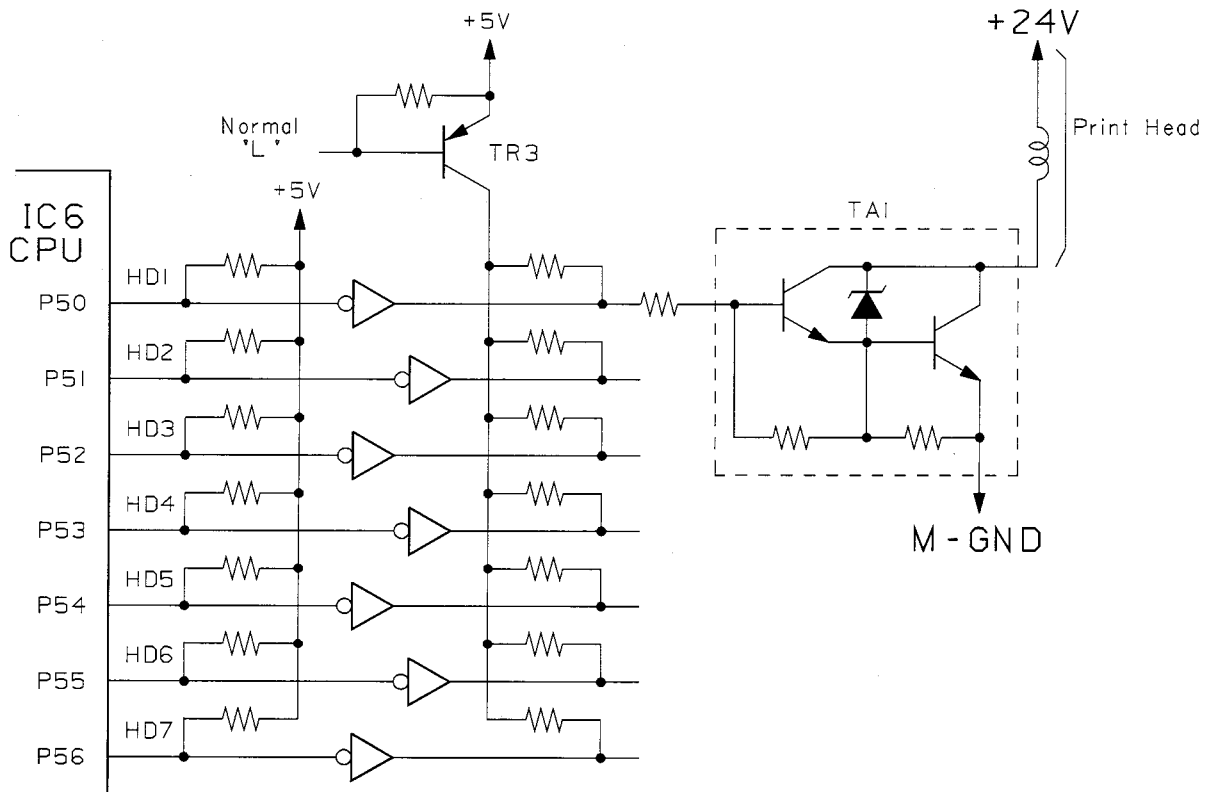 +5V
+24V
Normal
"L"
TR3
Print Head
+5V
IC6
CPU
TA1
HD1
P50
HD2
P51
HD3
P52
HD4
P53
M-GND
HD5
P54
HD6
P55
HD7
P56